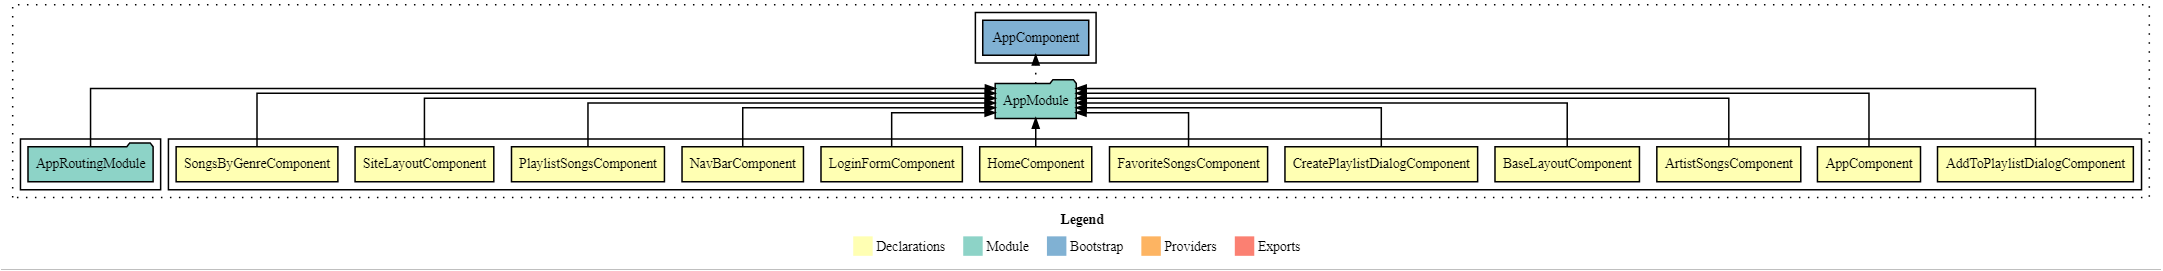 AppComponent
AppModule
AppRoutingModule SongsByGenreComponent SiteLayoutComponent PlaylistSongsComponent NavBarComponent LoginFormComponent HomeComponent FavoriteSongsComponent CreatePlaylistDialogComponent BaseLayoutComponent ArtistSongsComponent AppComponent AddToPlaylistDialogComponent
Legend
Declarations Module Bootstrap Providers Exports